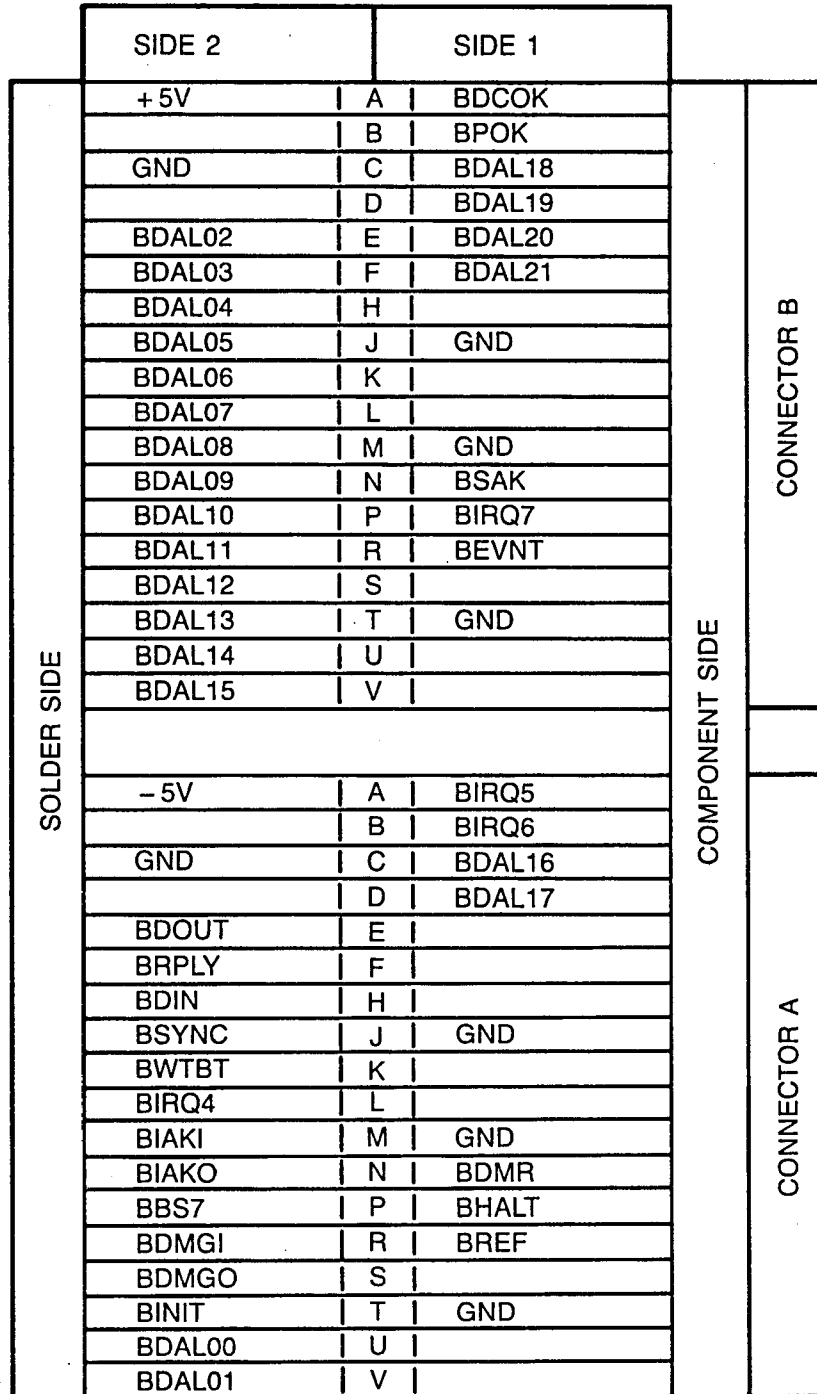 SIDE 2 SIDE 1
+5V A BDCOK
B BPOK
GND C BDAL18
D BDAL19
BDAL02 E BDAL20
BDAL03 F BDAL21
BDAL04 H
BDAL05 J GND
BDAL06 K
BDAL07 L
BDAL08 M GND
BDAL09 N BSAK
BDAL10 P BIRQ7
BDAL11 R BEVNT
BDAL12 S
BDAL13 T GND
BDAL14 U
BDAL15 V
–5V A BIRQ5
B BIRQ6
GND C BDAL16
D BDAL17
BDOUT E
BRPLY F
BDIN H
BSYNC J GND
BWTBT K
BIRQ4 L
BIAKI M GND
BIAKO N BDMR
BBS7 P BHALT
BDMGI R BREF
BDMGO S
BINIT T GND
BDAL00 U
BDAL01 V
SOLDER SIDE
COMPONENT SIDE
CONNECTOR B
CONNECTOR A